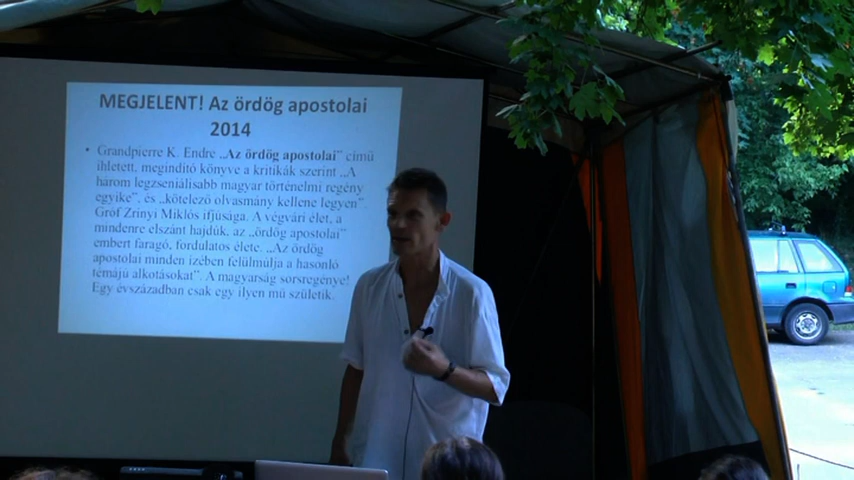 MEGJELENT! Az ördög apostolai
2014
• Grandpierre K. Endre „Az ördög apostolai" című
ihletett, megindító könyve a kritikák szerint „A
három legzseniálisabb magyar történelmi regény
egyike". és „kötelező olvasmány kellene legyen".
Gróf Zrínyi Miklós ifjúsága. A végvári élet, a
mindenre elszánt hajdúk, az „ördög apostolai"
embert faragó, fordulatos élete. „Az ördög
apostolai minden ízében felülmúlja a hasonló
témájú alkotásokat". A magyarság sorsregénye!
Egy évszázadban csak egy ilyen mű születik.